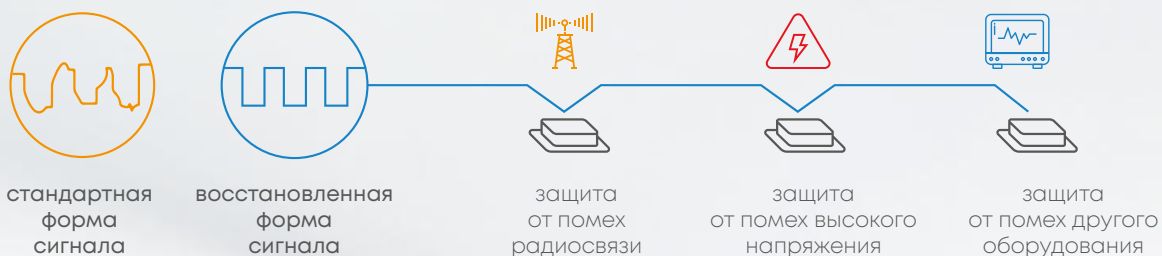 стандартная
форма
сигнала
восстановленная
форма
сигнала
защита
от помех
радиосвязи
защита
от помех высокого
напряжения
защита
от помех другого
оборудования